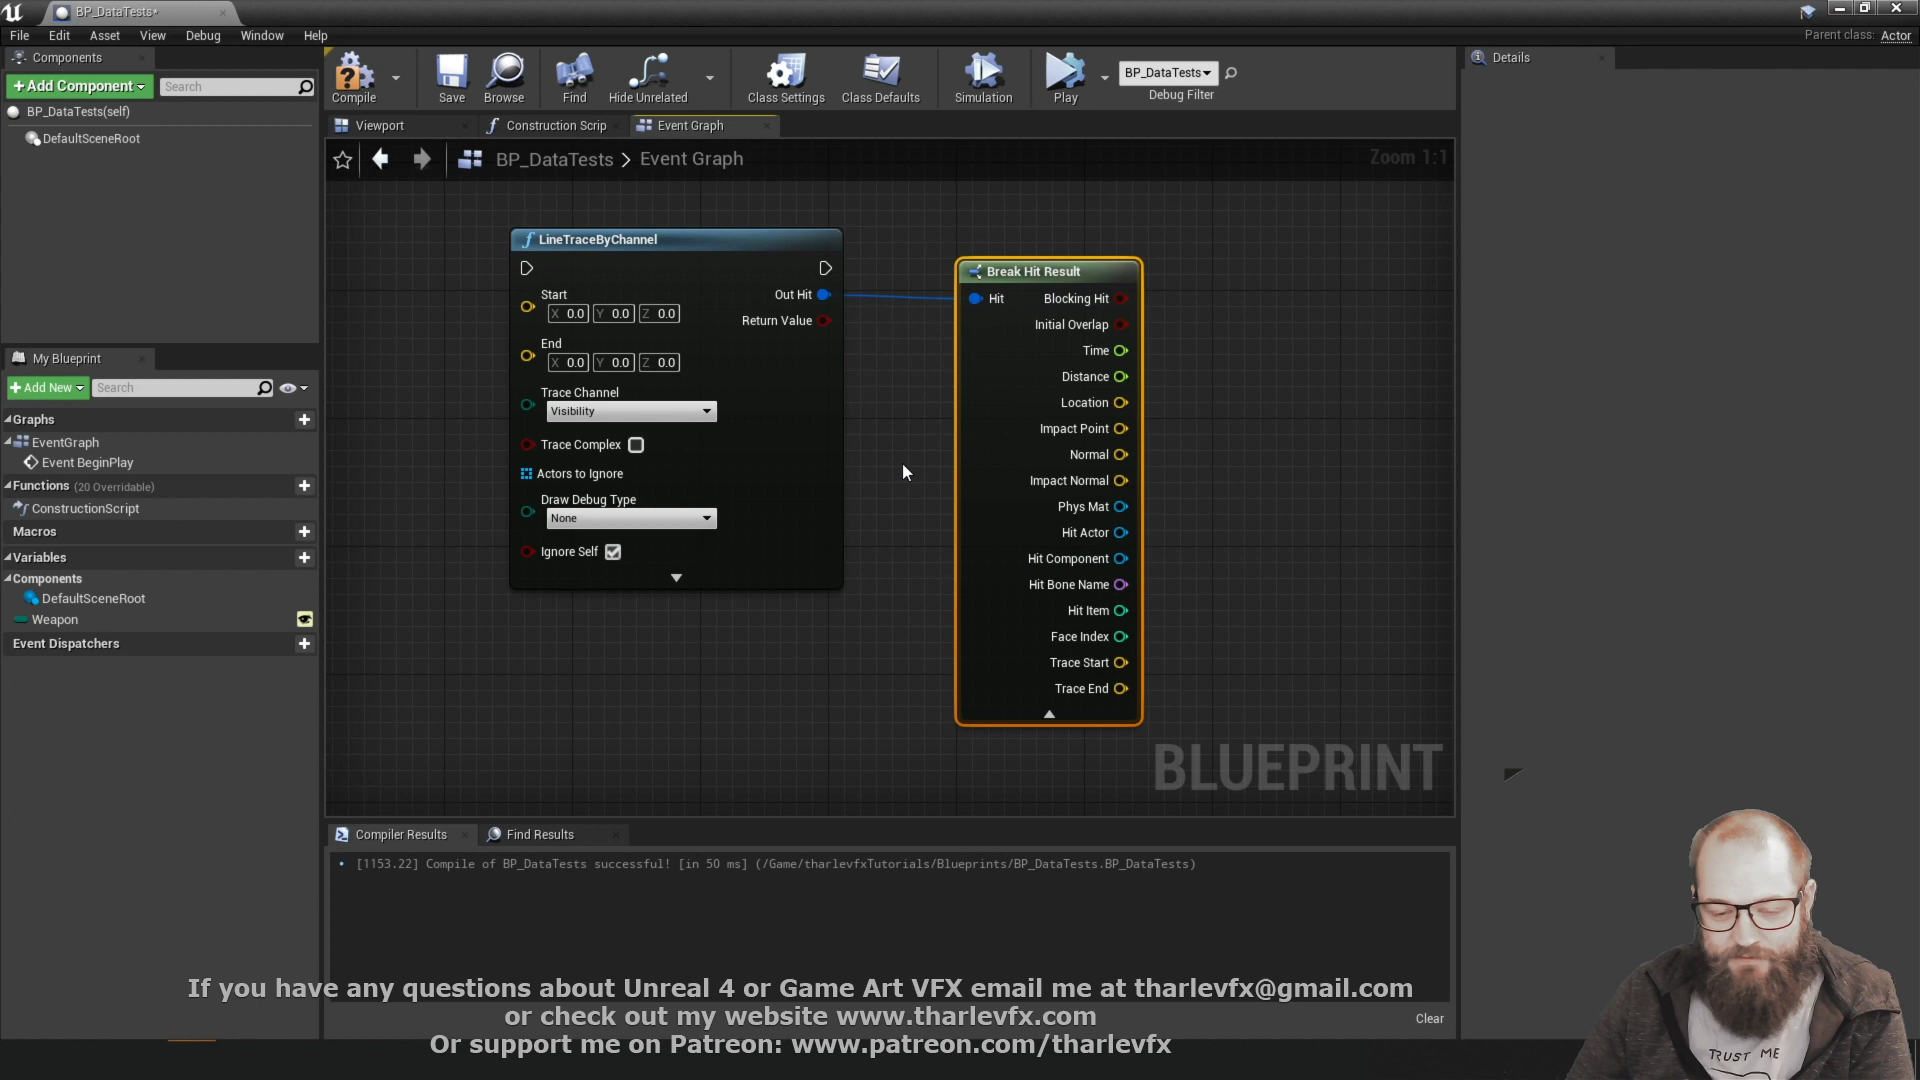 BP_DataTests*
File Edit Asset View Debug Window Help
Parent class: Actor
Components
+Add Component
Search
BP_DataTests(self)
DefaultSceneRoot
Compile
Save
Browse
Find
Hide Unrelated
Class Settings
Class Defaults
Simulation
Play
BP_DataTests
Debug Filter
Details
Viewport
Construction Scrip
Event Graph
BP_DataTests > Event Graph
Zoom 1:1
LineTraceByChannel
Start
X 0.0 Y 0.0 Z 0.0
End
X 0.0 Y 0.0 Z 0.0
Trace Channel
Visibility
Trace Complex
Actors to Ignore
Draw Debug Type
None
Ignore Self
Out Hit
Return Value
Break Hit Result
Hit
Blocking Hit
Initial Overlap
Time
Distance
Location
Impact Point
Normal
Impact Normal
Phys Mat
Hit Actor
Hit Component
Hit Bone Name
Hit Item
Face Index
Trace Start
Trace End
BLUEPRINT
My Blueprint
+Add New
Search
Graphs
EventGraph
Event BeginPlay
Functions (20 Overridable)
ConstructionScript
Macros
Variables
Components
DefaultSceneRoot
Weapon
Event Dispatchers
Compiler Results
Find Results
[1153.22] Compile of BP_DataTests successful! [in 50 ms] (/Game/tharlevfxTutorials/Blueprints/BP_DataTests.BP_DataTests)
Clear
If you have any questions about Unreal 4 or Game Art VFX email me at tharlevfx@gmail.com
or check out my website www.tharlevfx.com
Or support me on Patreon: www.patreon.com/tharlevfx
TRUST ME